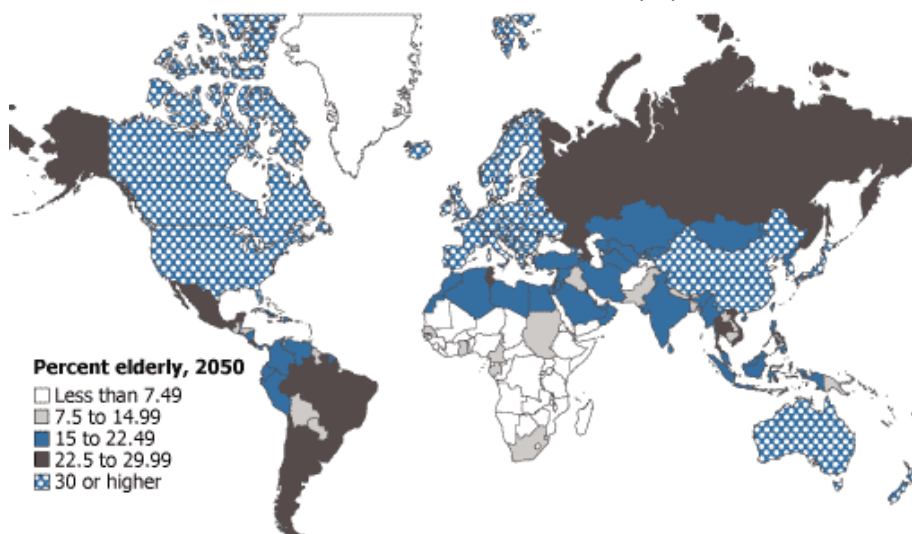 Percent elderly, 2050
Less than 7.49
7.5 to 14.99
15 to 22.49
22.5 to 29.99
30 or higher